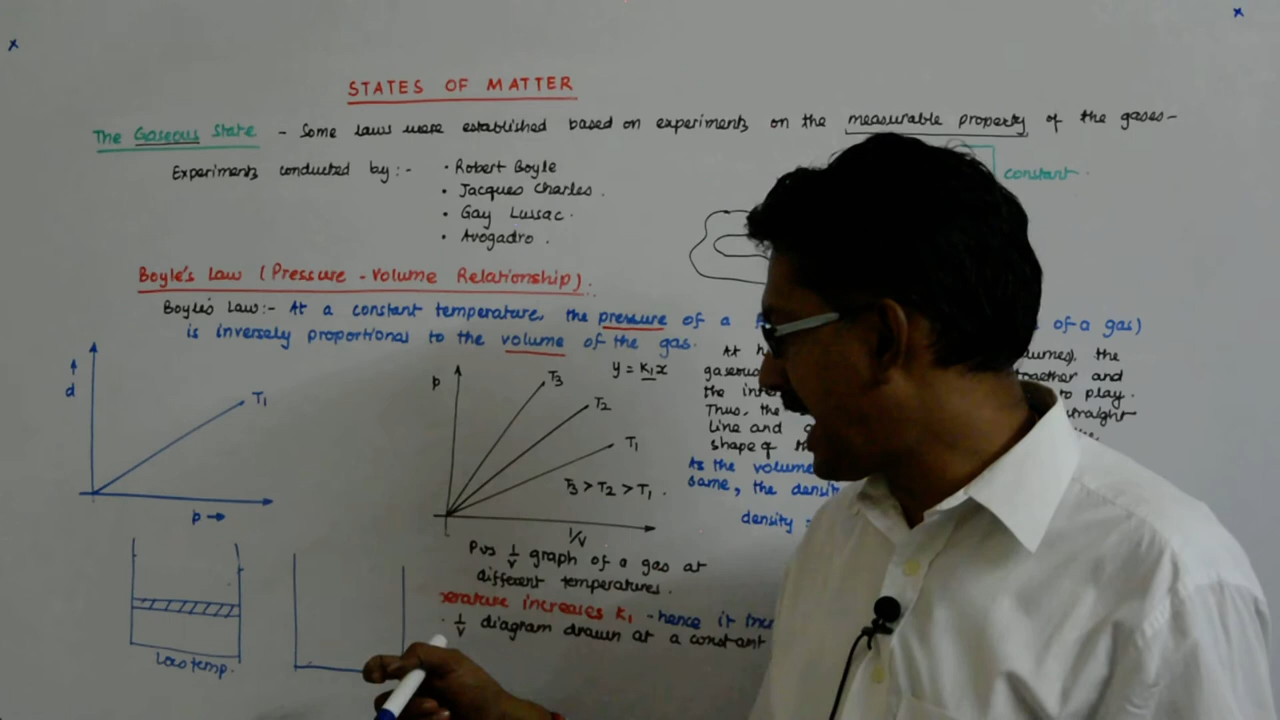 STATES OF MATTER
The Gaseous State - Some laws were established based on experiments on the measurable property of the gases-
constant.
Experiments conducted by:-
· Robert Boyle
· Jacques Charles.
· Gay Lussac.
· Avogadro.
Boyle's Law (Pressure - Volume Relationship).
Boyle's Law:- At a constant temperature, the pressure of a of a gas)
is inversely proportional to the volume of the gas.
d
T1
p →
p
T3
T2
T1
y = K1x
T3 > T2 > T1.
1/V
P vs 1/V graph of a gas at
different temperatures.
increases K1 - hence it
1/V diagram drawn at a constant
At the
gaseous together and
the to play.
Thus, the straight
line and
shape of
As the volume
same, the
density =
Low temp.